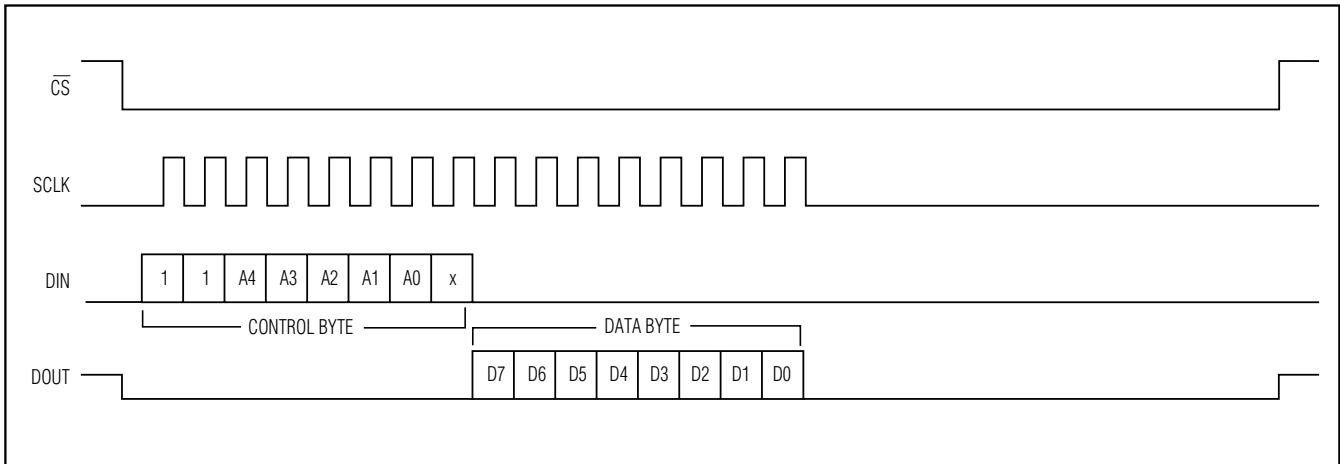 C̅S̅
SCLK
DIN 1 1 A4 A3 A2 A1 A0 x
CONTROL BYTE DATA BYTE
DOUT D7 D6 D5 D4 D3 D2 D1 D0